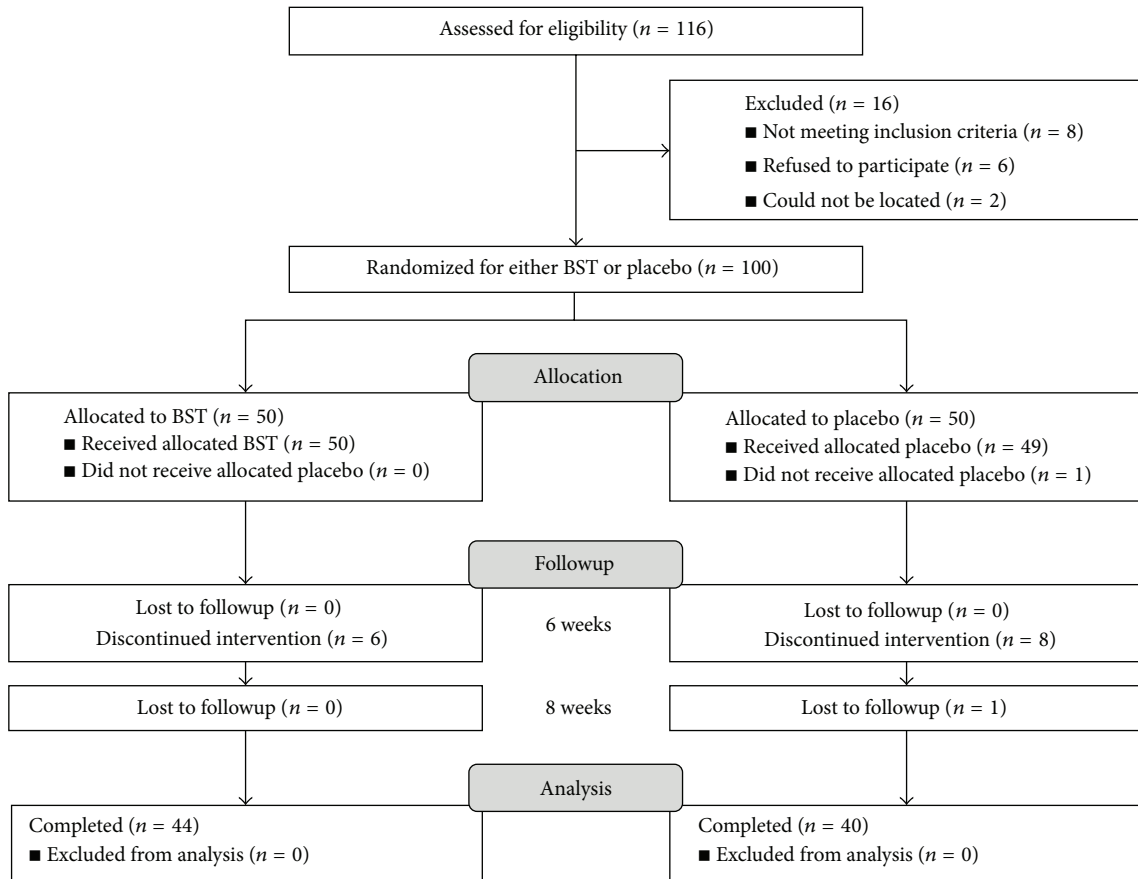 Assessed for eligibility (n = 116)
Excluded (n = 16)
■ Not meeting inclusion criteria (n = 8)
■ Refused to participate (n = 6)
■ Could not be located (n = 2)
Randomized for either BST or placebo (n = 100)
Allocation
Allocated to BST (n = 50)
■ Received allocated BST (n = 50)
■ Did not receive allocated placebo (n = 0)
Allocated to placebo (n = 50)
■ Received allocated placebo (n = 49)
■ Did not receive allocated placebo (n = 1)
Followup
Lost to followup (n = 0)
Discontinued intervention (n = 6)
6 weeks
Lost to followup (n = 0)
Discontinued intervention (n = 8)
Lost to followup (n = 0)
8 weeks
Lost to followup (n = 1)
Analysis
Completed (n = 44)
■ Excluded from analysis (n = 0)
Completed (n = 40)
■ Excluded from analysis (n = 0)